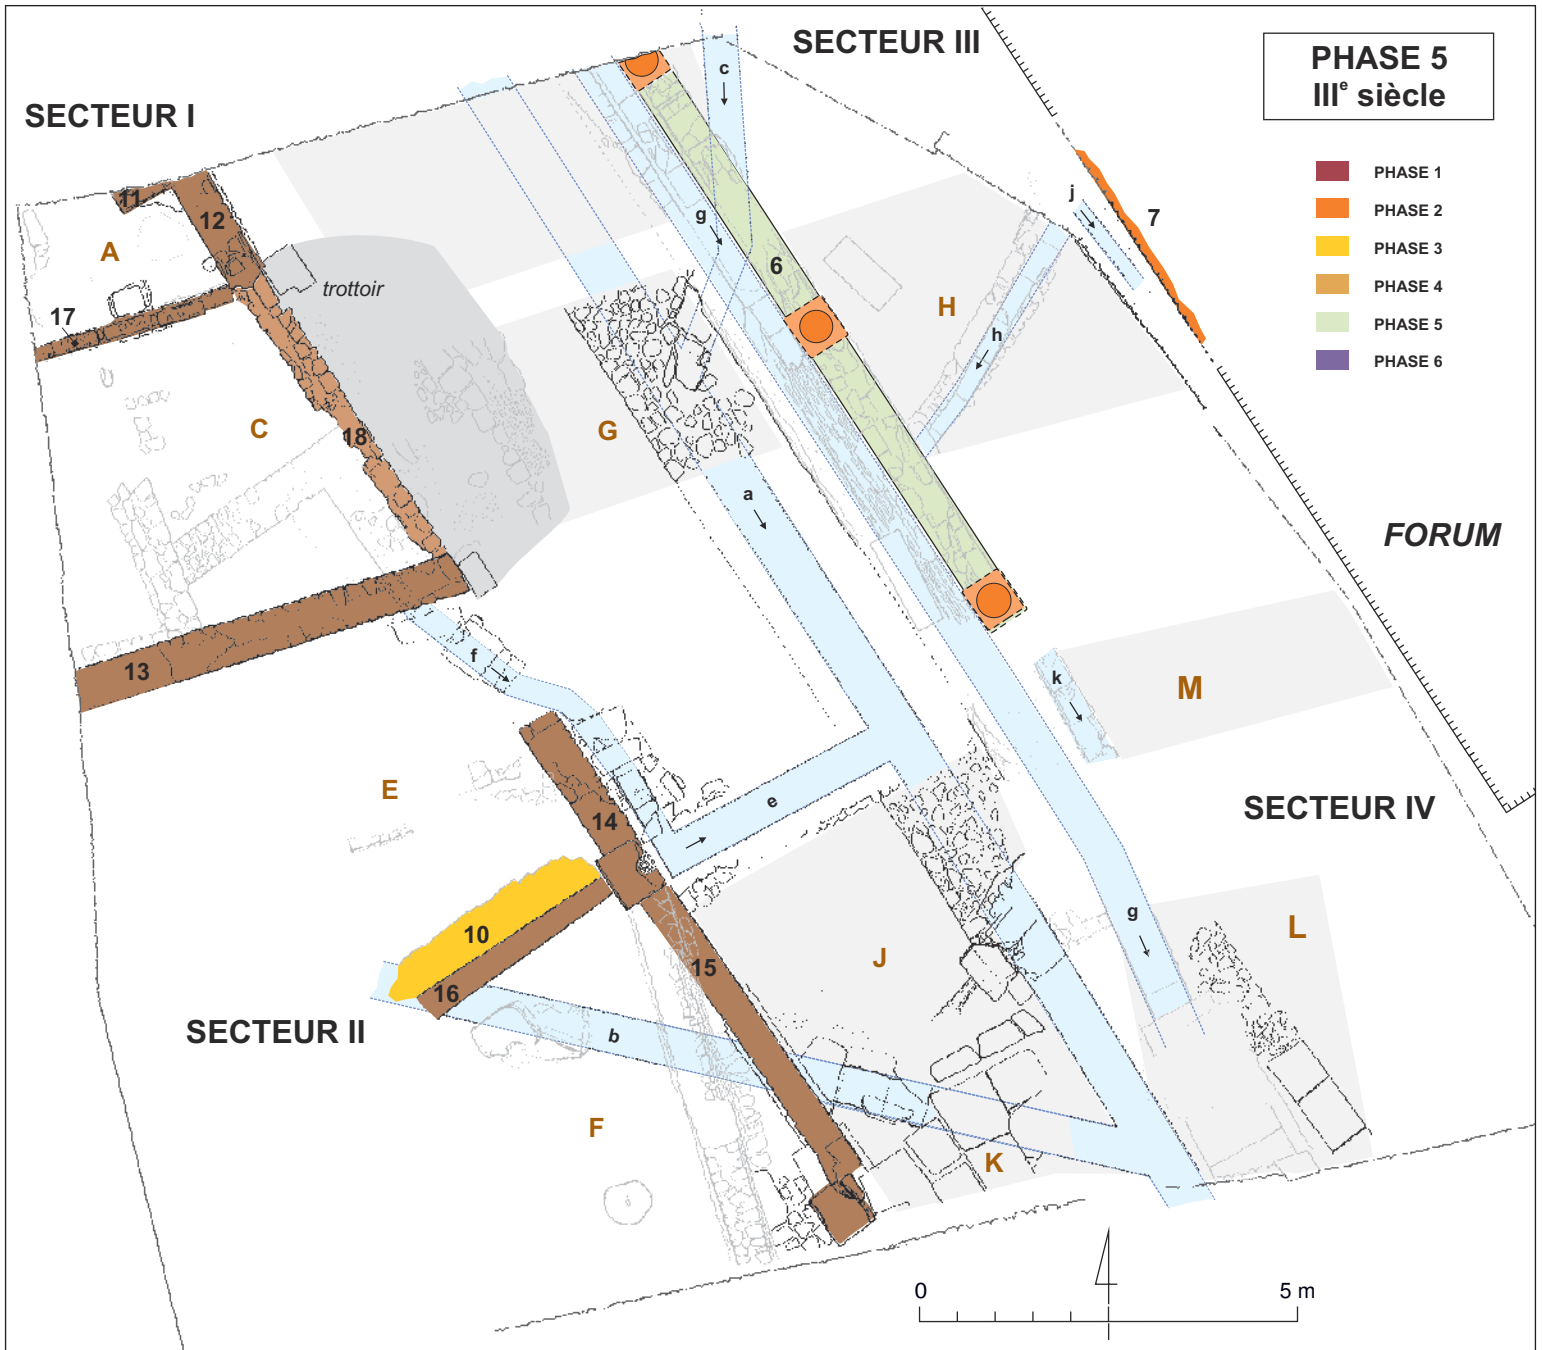 SECTEUR III
PHASE 5
IIIe siècle
SECTEUR I
PHASE 1
PHASE 2
PHASE 3
PHASE 4
PHASE 5
PHASE 6
c
j
7
11
12
g
A
6
trottoir
H
17
h
C
18
G
a
FORUM
13
f
k
M
E
e
14
SECTEUR IV
10
g
L
15
J
16
SECTEUR II
b
F
K
0
5 m